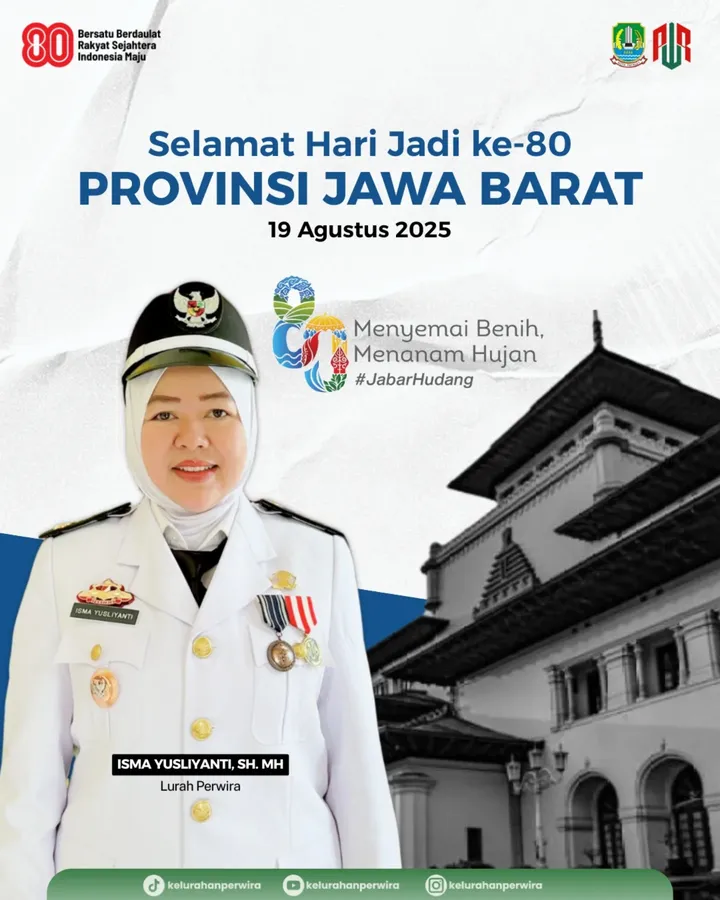 80
Bersatu Berdaulat
Rakyat Sejahtera
Indonesia Maju
Selamat Hari Jadi ke-80
PROVINSI JAWA BARAT
19 Agustus 2025
80
Menyemai Benih,
Menanam Hujan
#JabarHudang
ISMA YUSLIYANTI
ISMA YUSLIYANTI, SH. MH
Lurah Perwira
kelurahanperwira
kelurahanperwira
kelurahanperwira